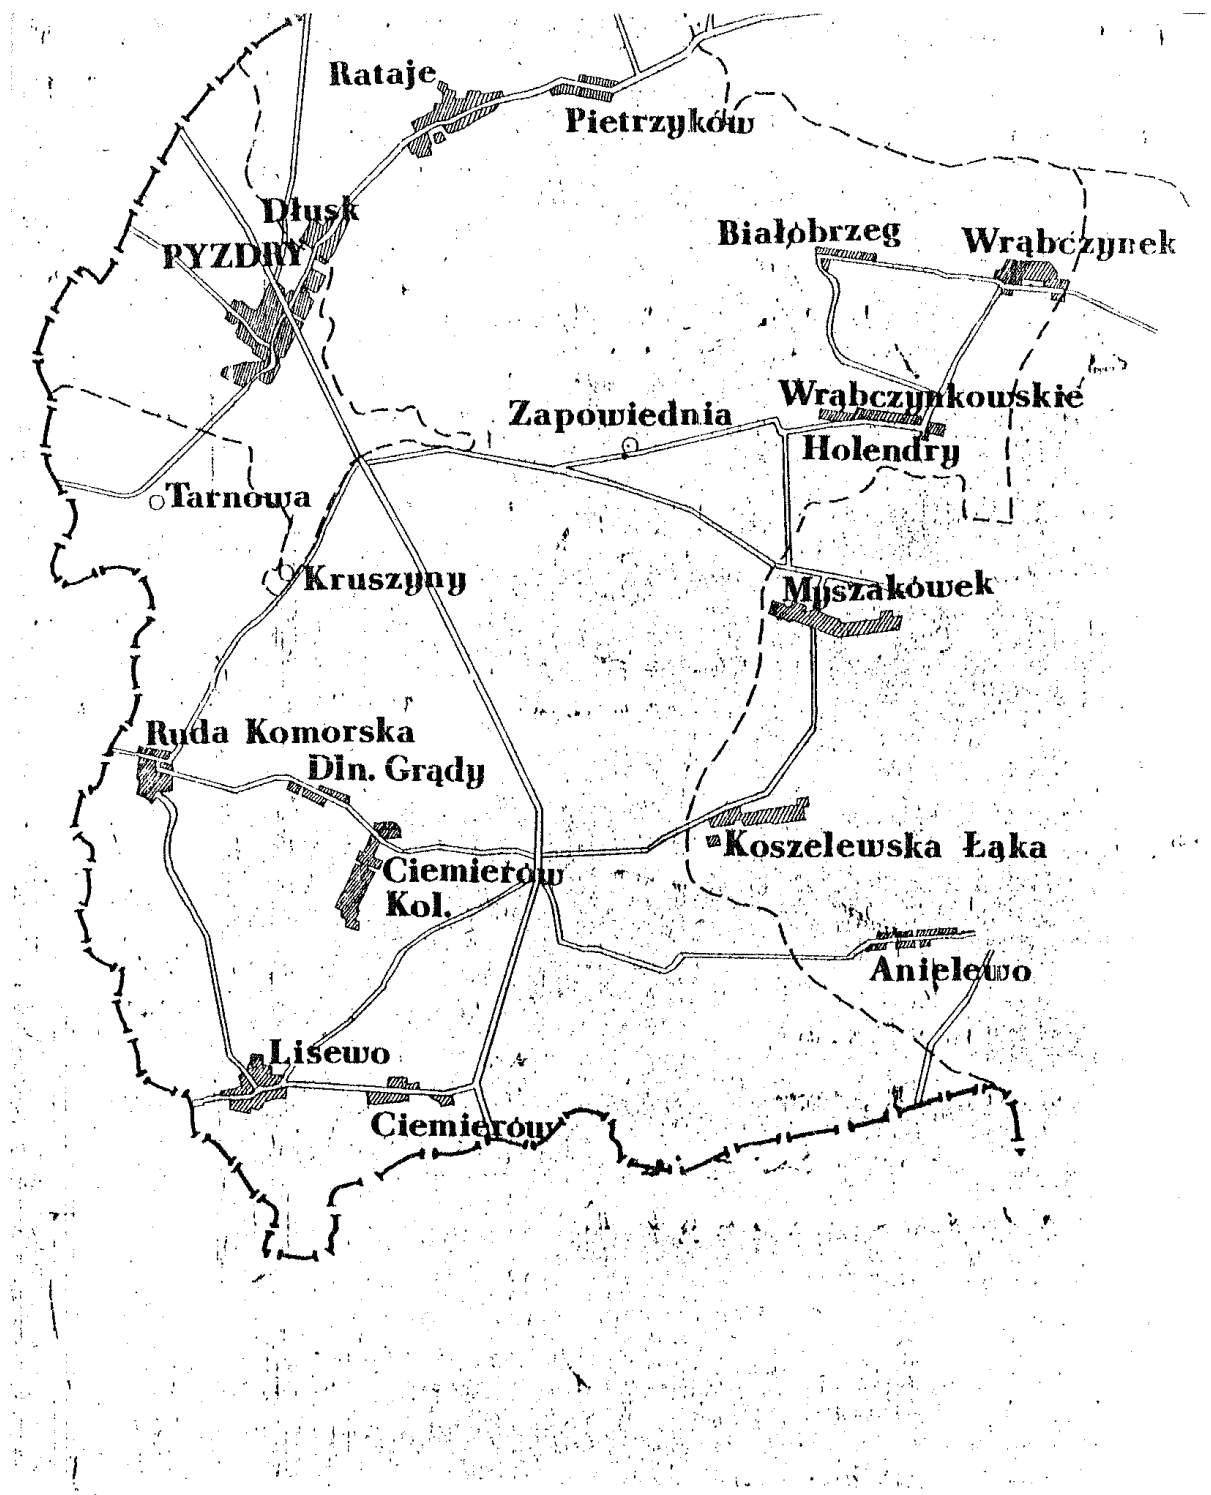 Rataje
Pietrzyków
Dłusk
PYZDRY
Białobrzeg
Wrąbczynek
Wrąbczynkowskie
Holendry
Zapowiednia
Tarnowa
Kruszyny
Myszakówek
Ruda Komorska
Dln. Grądy
Ciemierów
Kol.
Koszelewska Łąka
Anielewo
Lisewo
Ciemierów